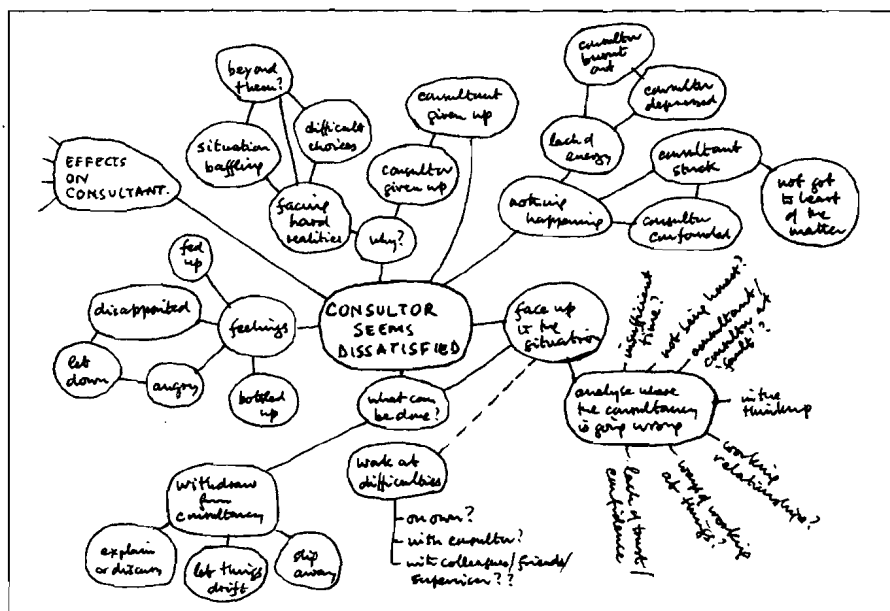 beyond
them?
situation
baffling
difficult
choices
facing
hard
realities
why?
consultor
given up
consultant
given up
consultor
burnt
out
consultor
depressed
lack of
energy
nothing
happening
consultant
stuck
consultor
confounded
not got
to heart
of the
matter
EFFECTS
ON
CONSULTANT.
fed
up
disappointed
let
down
angry
feelings
bottled
up
CONSULTOR
SEEMS
DISSATISFIED
face up
to the
situation
what can
be done?
insufficient
time?
not being honest?
consultant/
consultor at
fault??
analyse where
the consultancy
is going wrong
in the
thinking
working
relationships?
ways of working
at things?
lack of trust/
confidence
work at
difficulties
- on own?
- with consultor?
- with colleagues/friends/
supervisor??
withdraw
from
consultancy
explain
or discuss
let things
drift
slip
away